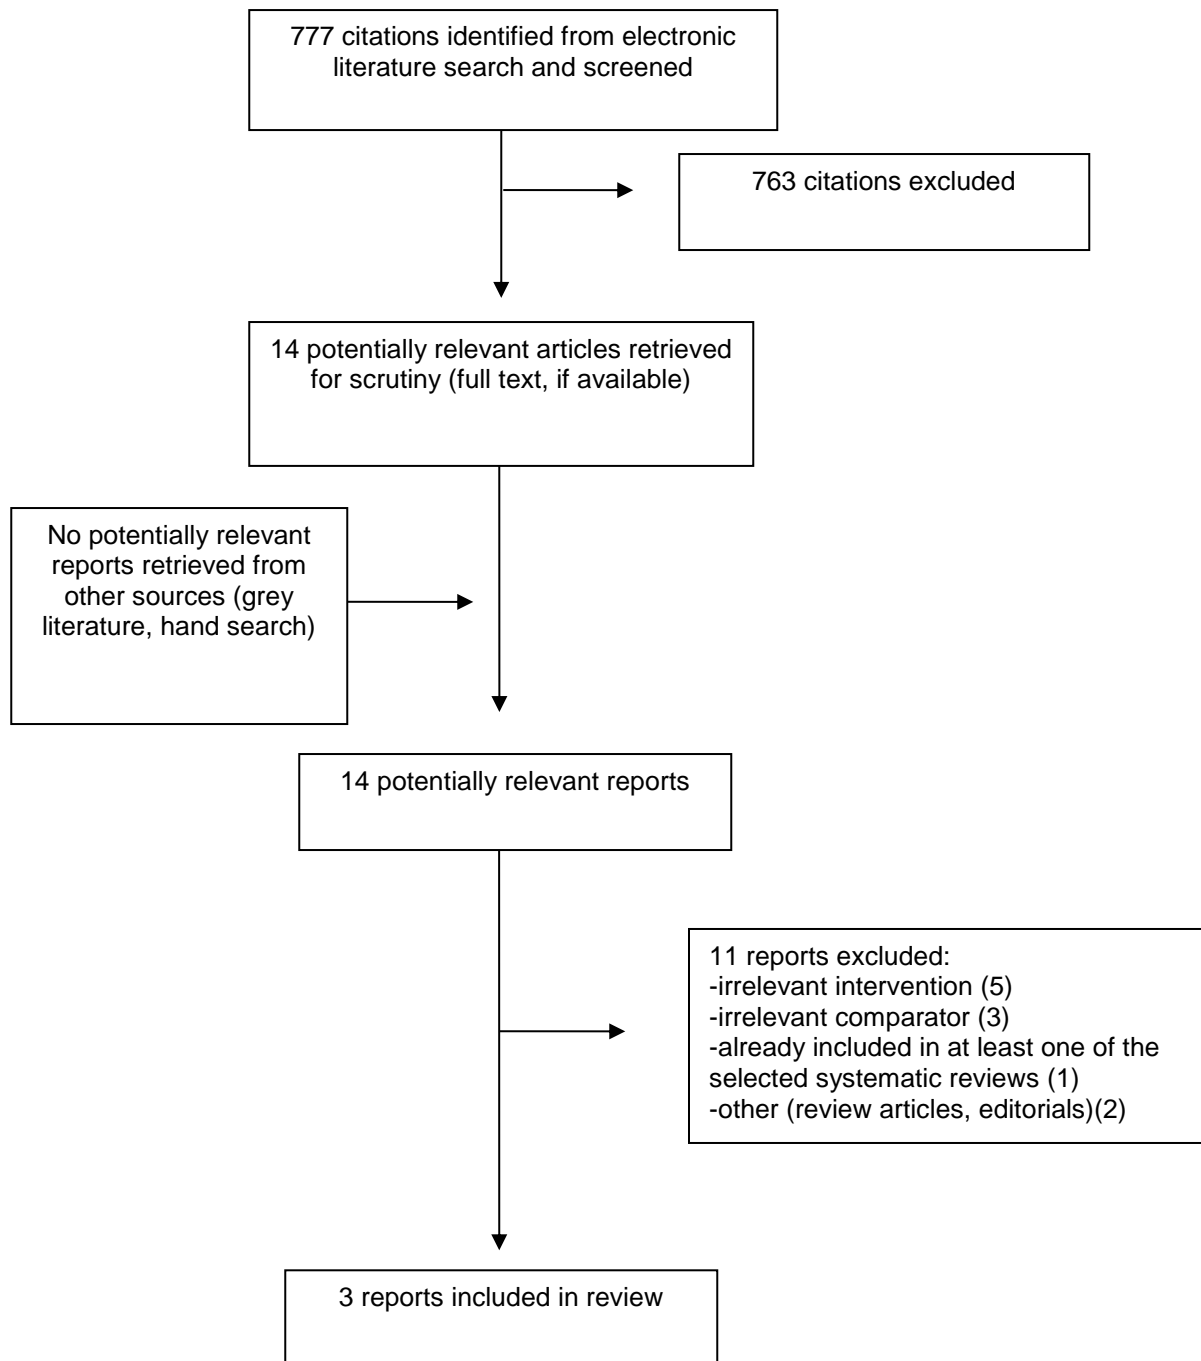 777 citations identified from electronic
literature search and screened
763 citations excluded
14 potentially relevant articles retrieved
for scrutiny (full text, if available)
No potentially relevant
reports retrieved from
other sources (grey
literature, hand search)
14 potentially relevant reports
11 reports excluded:
-irrelevant intervention (5)
-irrelevant comparator (3)
-already included in at least one of the
selected systematic reviews (1)
-other (review articles, editorials)(2)
3 reports included in review